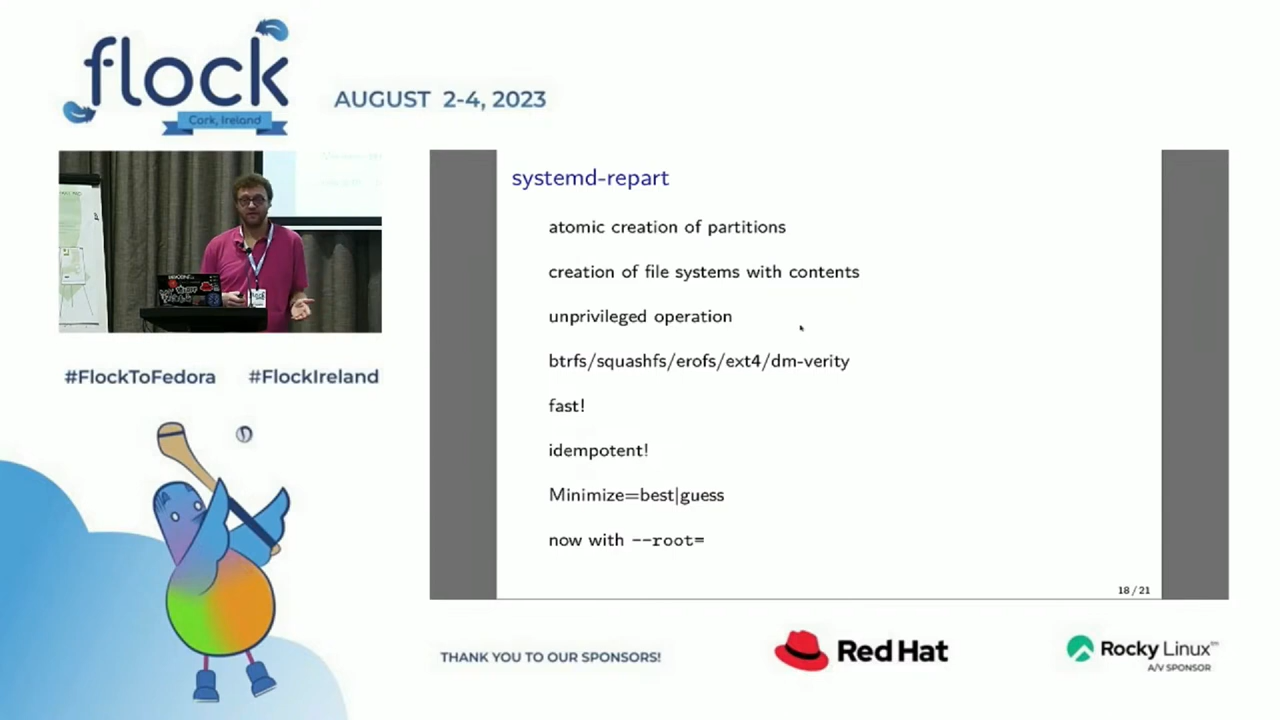 flock
Cork, Ireland
AUGUST 2-4, 2023
#FlockToFedora #FlockIreland
systemd-repart
atomic creation of partitions
creation of file systems with contents
unprivileged operation
btrfs/squashfs/erofs/ext4/dm-verity
fast!
idempotent!
Minimize=best|guess
now with --root=
18 / 21
THANK YOU TO OUR SPONSORS!
Red Hat
Rocky Linux™
A/V SPONSOR